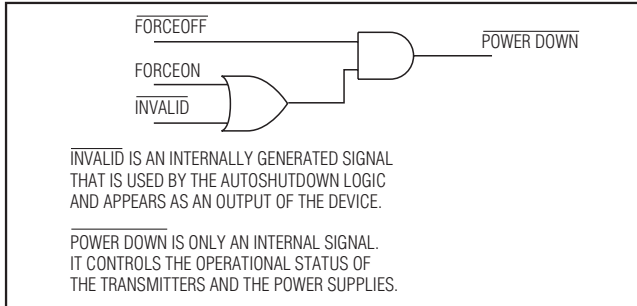 FORCEOFF
POWER DOWN
FORCEON
INVALID
INVALID IS AN INTERNALLY GENERATED SIGNAL
THAT IS USED BY THE AUTOSHUTDOWN LOGIC
AND APPEARS AS AN OUTPUT OF THE DEVICE.
POWER DOWN IS ONLY AN INTERNAL SIGNAL.
IT CONTROLS THE OPERATIONAL STATUS OF
THE TRANSMITTERS AND THE POWER SUPPLIES.